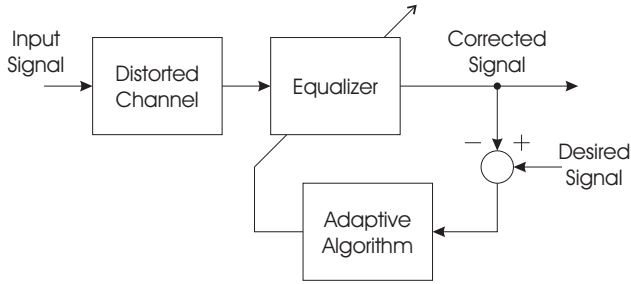 Input
Signal
Distorted
Channel
Equalizer
Corrected
Signal
− +
Desired
Signal
Adaptive
Algorithm